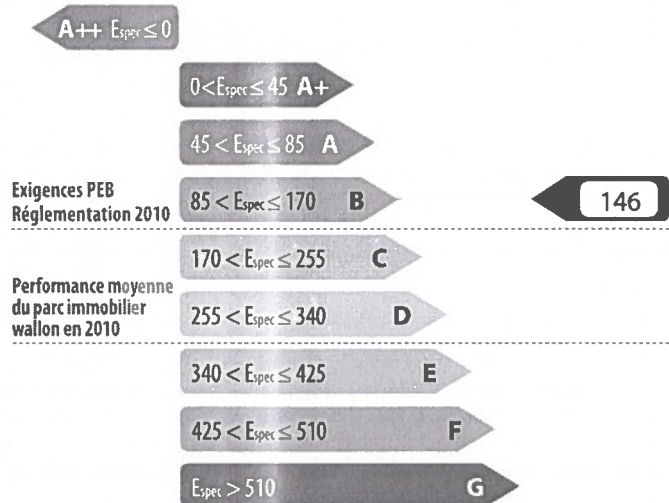 A++ Espec ≤ 0
0 < Espec ≤ 45 A+
45 < Espec ≤ 85 A
Exigences PEB
Réglementation 2010
85 < Espec ≤ 170 B
146
170 < Espec ≤ 255 C
Performance moyenne
du parc immobilier
wallon en 2010
255 < Espec ≤ 340 D
340 < Espec ≤ 425 E
425 < Espec ≤ 510 F
Espec > 510 G